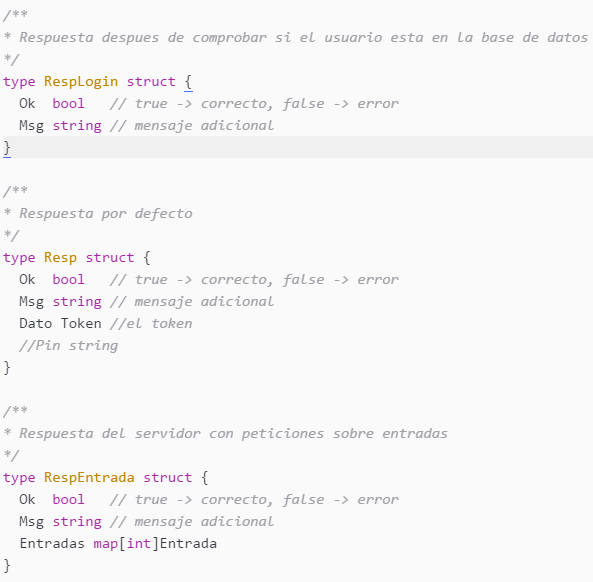 /**
* Respuesta despues de comprobar si el usuario esta en la base de datos
*/
type RespLogin struct {
  Ok  bool   // true -> correcto, false -> error
  Msg string // mensaje adicional
}

/**
* Respuesta por defecto
*/
type Resp struct {
  Ok  bool   // true -> correcto, false -> error
  Msg string // mensaje adicional
  Dato Token //el token
  //Pin string
}

/**
* Respuesta del servidor con peticiones sobre entradas
*/
type RespEntrada struct {
  Ok  bool   // true -> correcto, false -> error
  Msg string // mensaje adicional
  Entradas map[int]Entrada
}